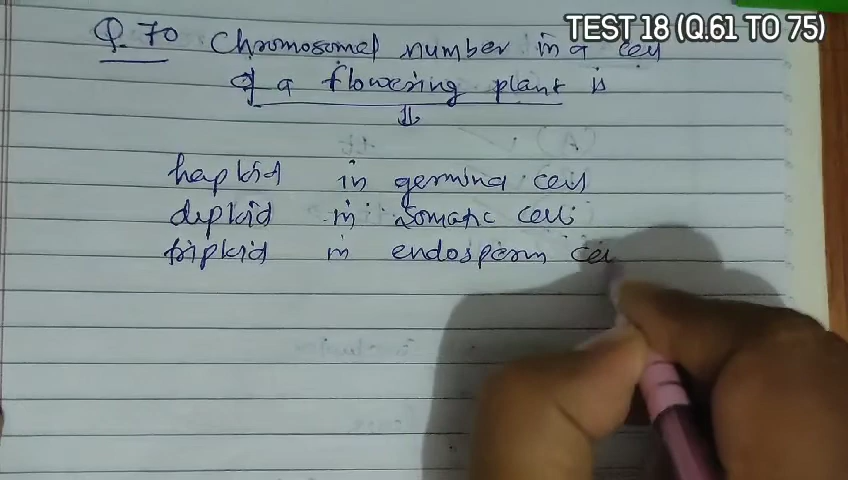 TEST 18 (Q.61 TO 75)
Q. 70 Chromosomal number in a cell
of a flowering plant is
haploid in germinal cell
diploid in somatic cell
triploid in endosperm cel